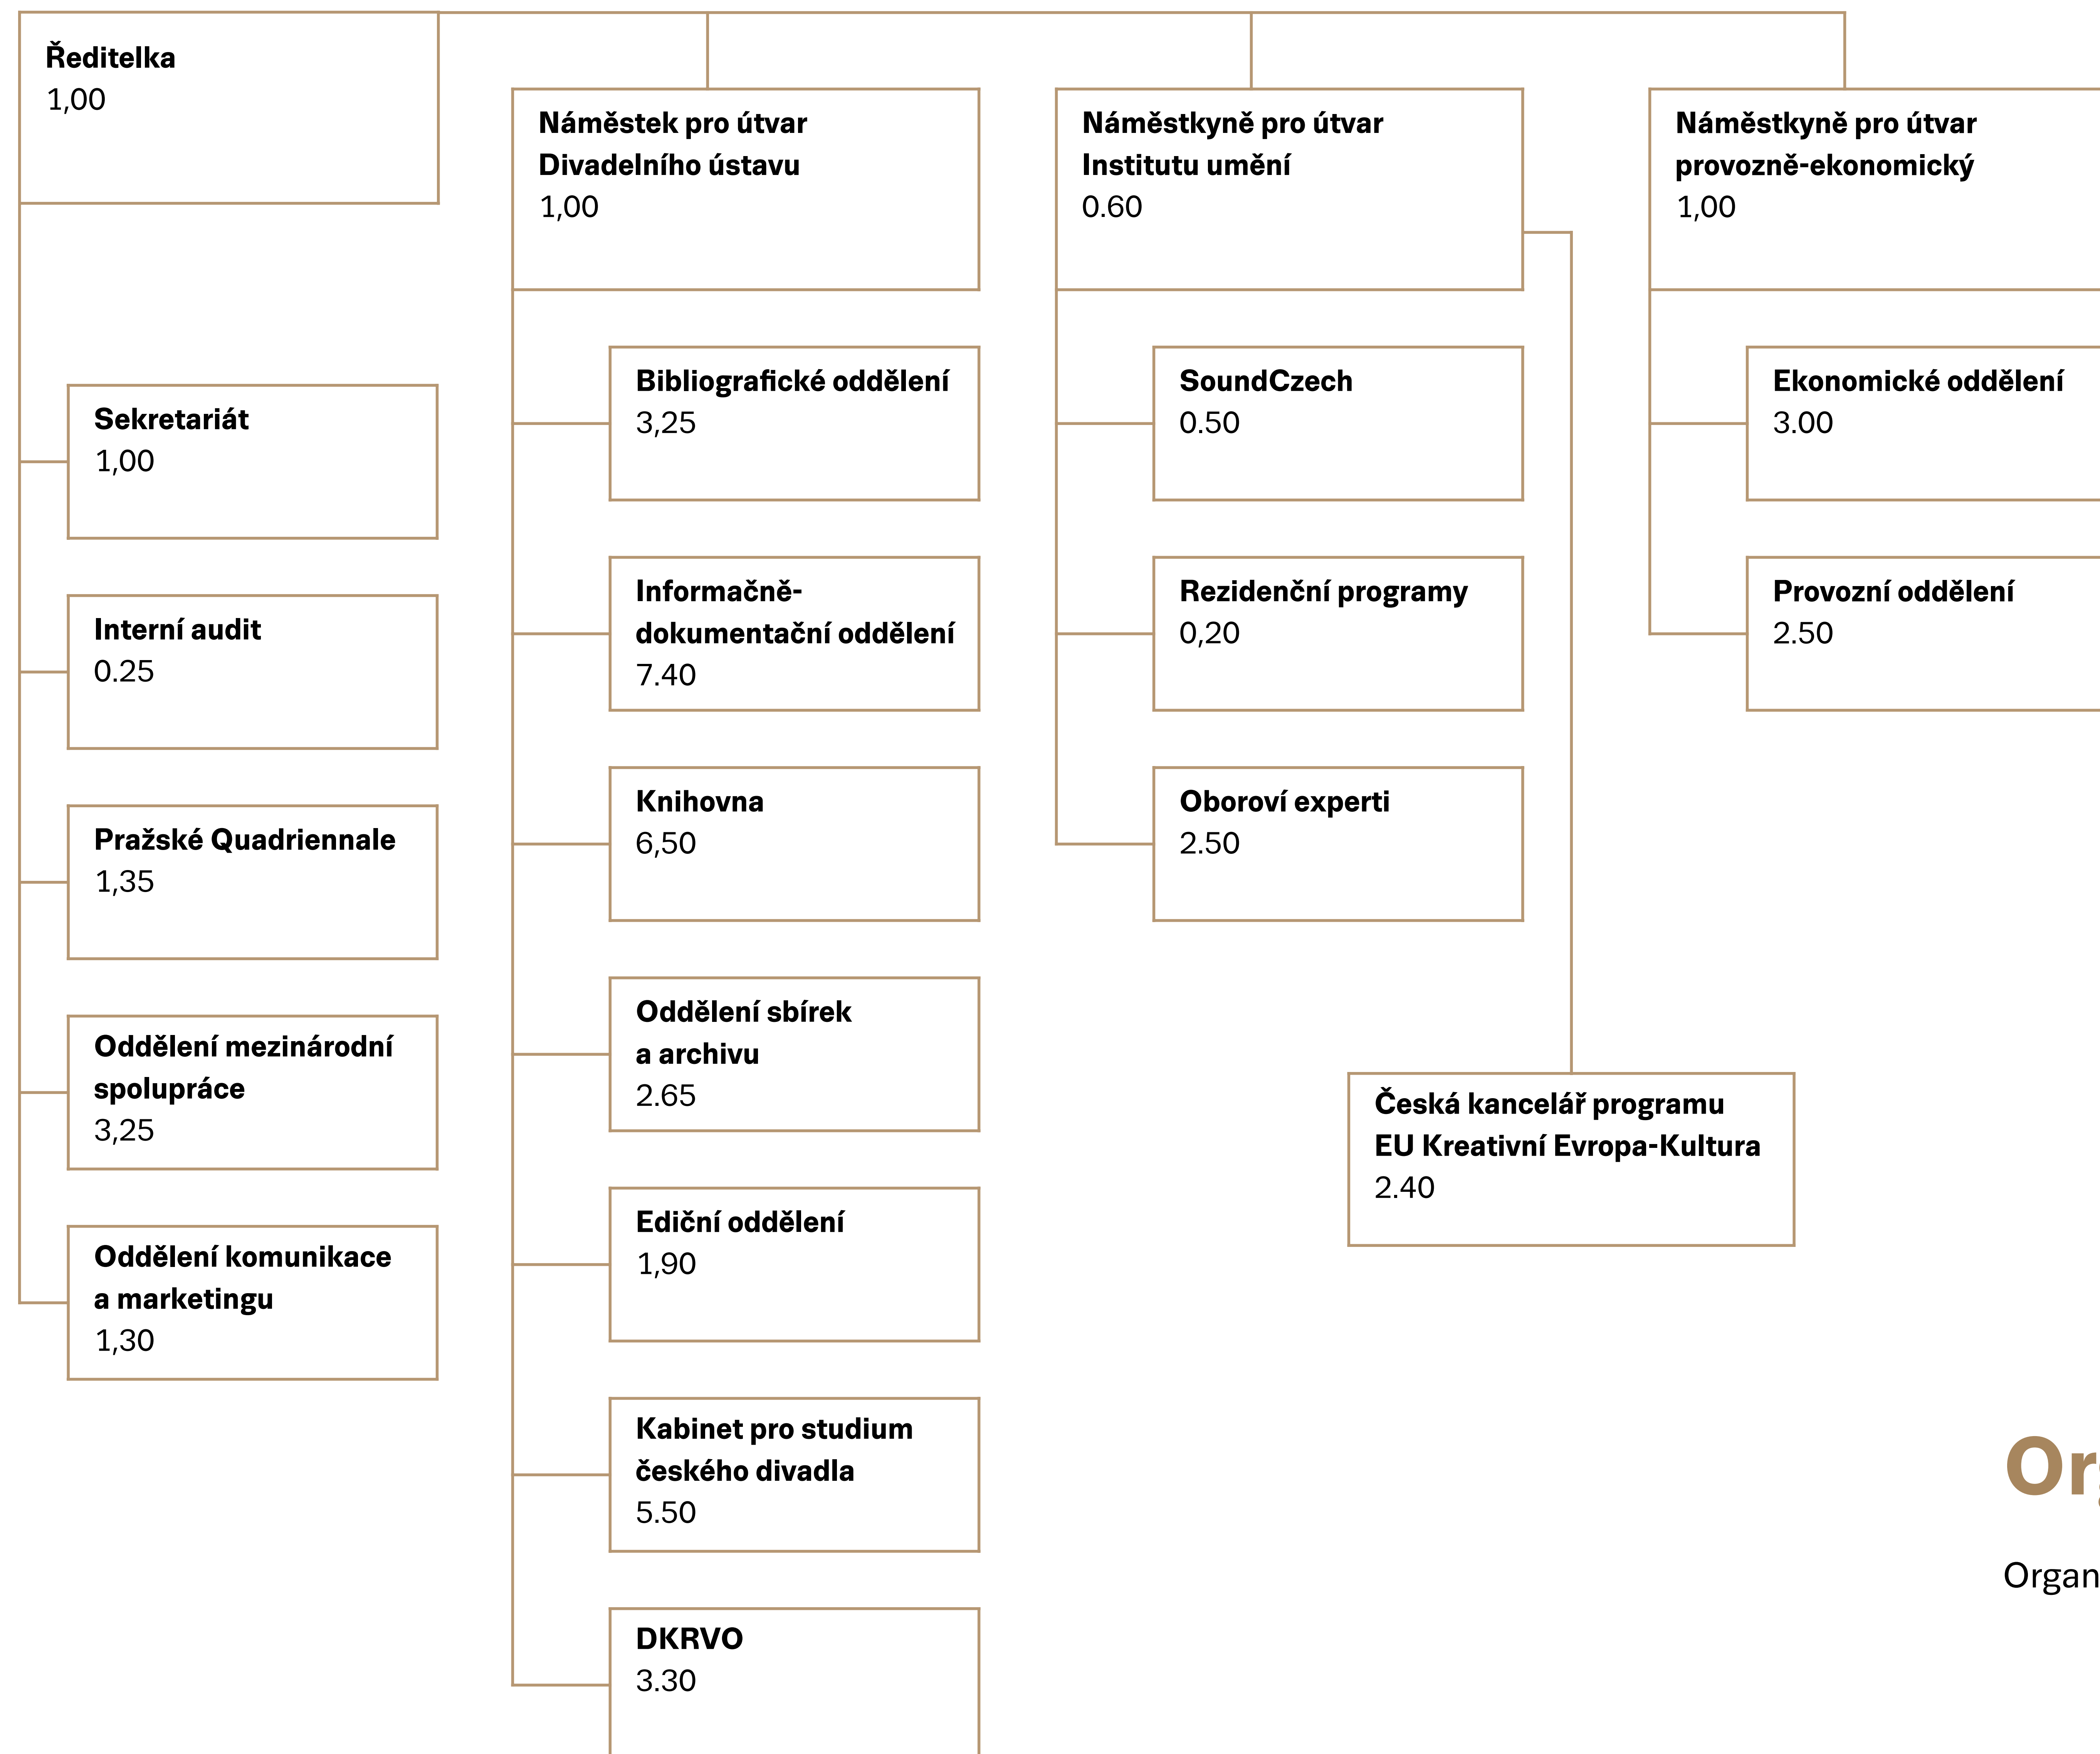 Ředitelka
1,00
Sekretariát
1,00
Interní audit
0.25
Pražské Quadriennale
1,35
Oddělení mezinárodní
spolupráce
3,25
Oddělení komunikace
a marketingu
1,30
Náměstek pro útvar
Divadelního ústavu
1,00
Bibliografické oddělení
3,25
Informačně-
dokumentační oddělení
7.40
Knihovna
6,50
Oddělení sbírek
a archivu
2.65
Ediční oddělení
1,90
Kabinet pro studium
českého divadla
5.50
DKRVO
3.30
Náměstkyně pro útvar
Institutu umění
0.60
SoundCzech
0.50
Rezidenční programy
0,20
Oboroví experti
2.50
Česká kancelář programu
EU Kreativní Evropa-Kultura
2.40
Náměstkyně pro útvar
provozně-ekonomický
1,00
Ekonomické oddělení
3.00
Provozní oddělení
2.50